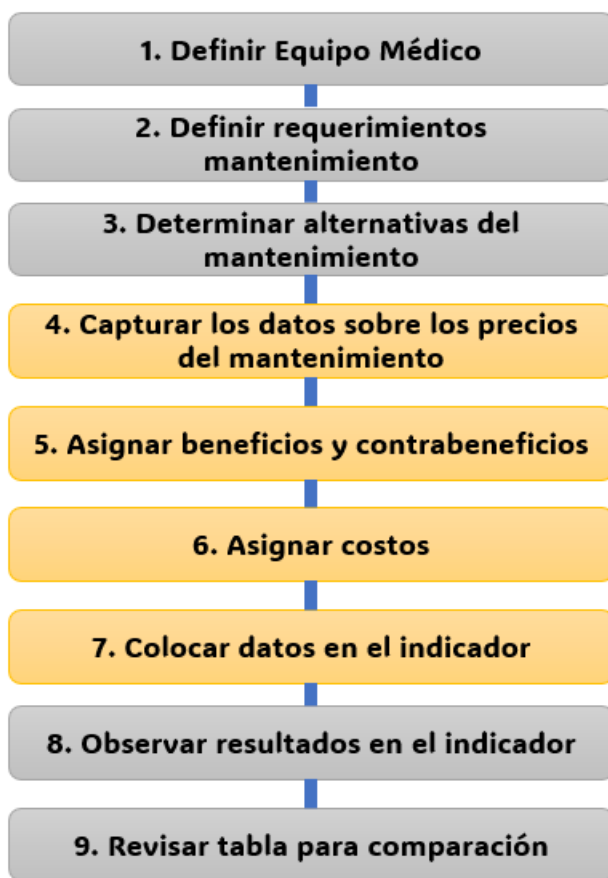 1. Definir Equipo Médico
2. Definir requerimientos
mantenimiento
3. Determinar alternativas del
mantenimiento
4. Capturar los datos sobre los precios
del mantenimiento
5. Asignar beneficios y contrabeneficios
6. Asignar costos
7. Colocar datos en el indicador
8. Observar resultados en el indicador
9. Revisar tabla para comparación